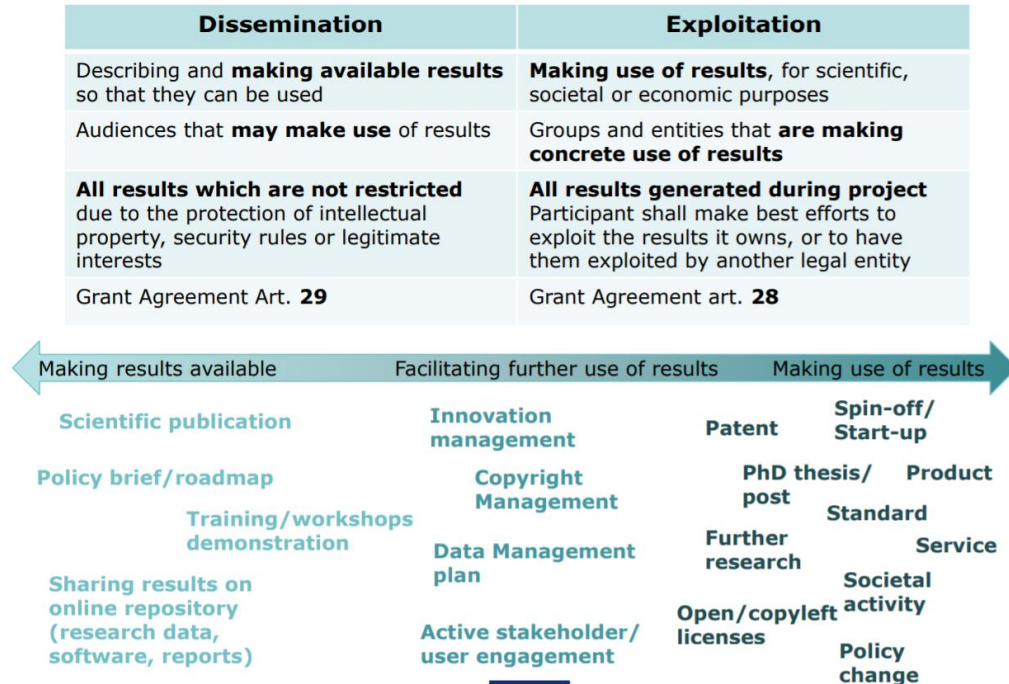 Dissemination
Exploitation
Describing and making available results
so that they can be used
Making use of results, for scientific,
societal or economic purposes
Audiences that may make use of results
Groups and entities that are making
concrete use of results
All results which are not restricted
due to the protection of intellectual
property, security rules or legitimate
interests
All results generated during project
Participant shall make best efforts to
exploit the results it owns, or to have
them exploited by another legal entity
Grant Agreement Art. 29
Grant Agreement art. 28
Making results available
Facilitating further use of results
Making use of results
Scientific publication
Policy brief/roadmap
Training/workshops
demonstration
Sharing results on
online repository
(research data,
software, reports)
Innovation
management
Copyright
Management
Data Management
plan
Active stakeholder/
user engagement
Patent
Spin-off/
Start-up
PhD thesis/
post
Product
Standard
Further
research
Service
Societal
activity
Open/copyleft
licenses
Policy
change